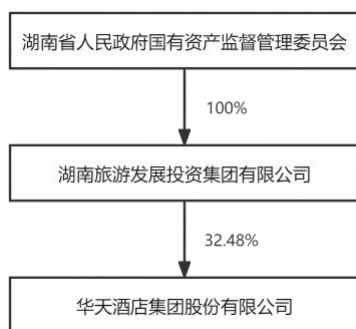 湖南省人民政府国有资产监督管理委员会
100%
湖南旅游发展投资集团有限公司
32.48%
华天酒店集团股份有限公司